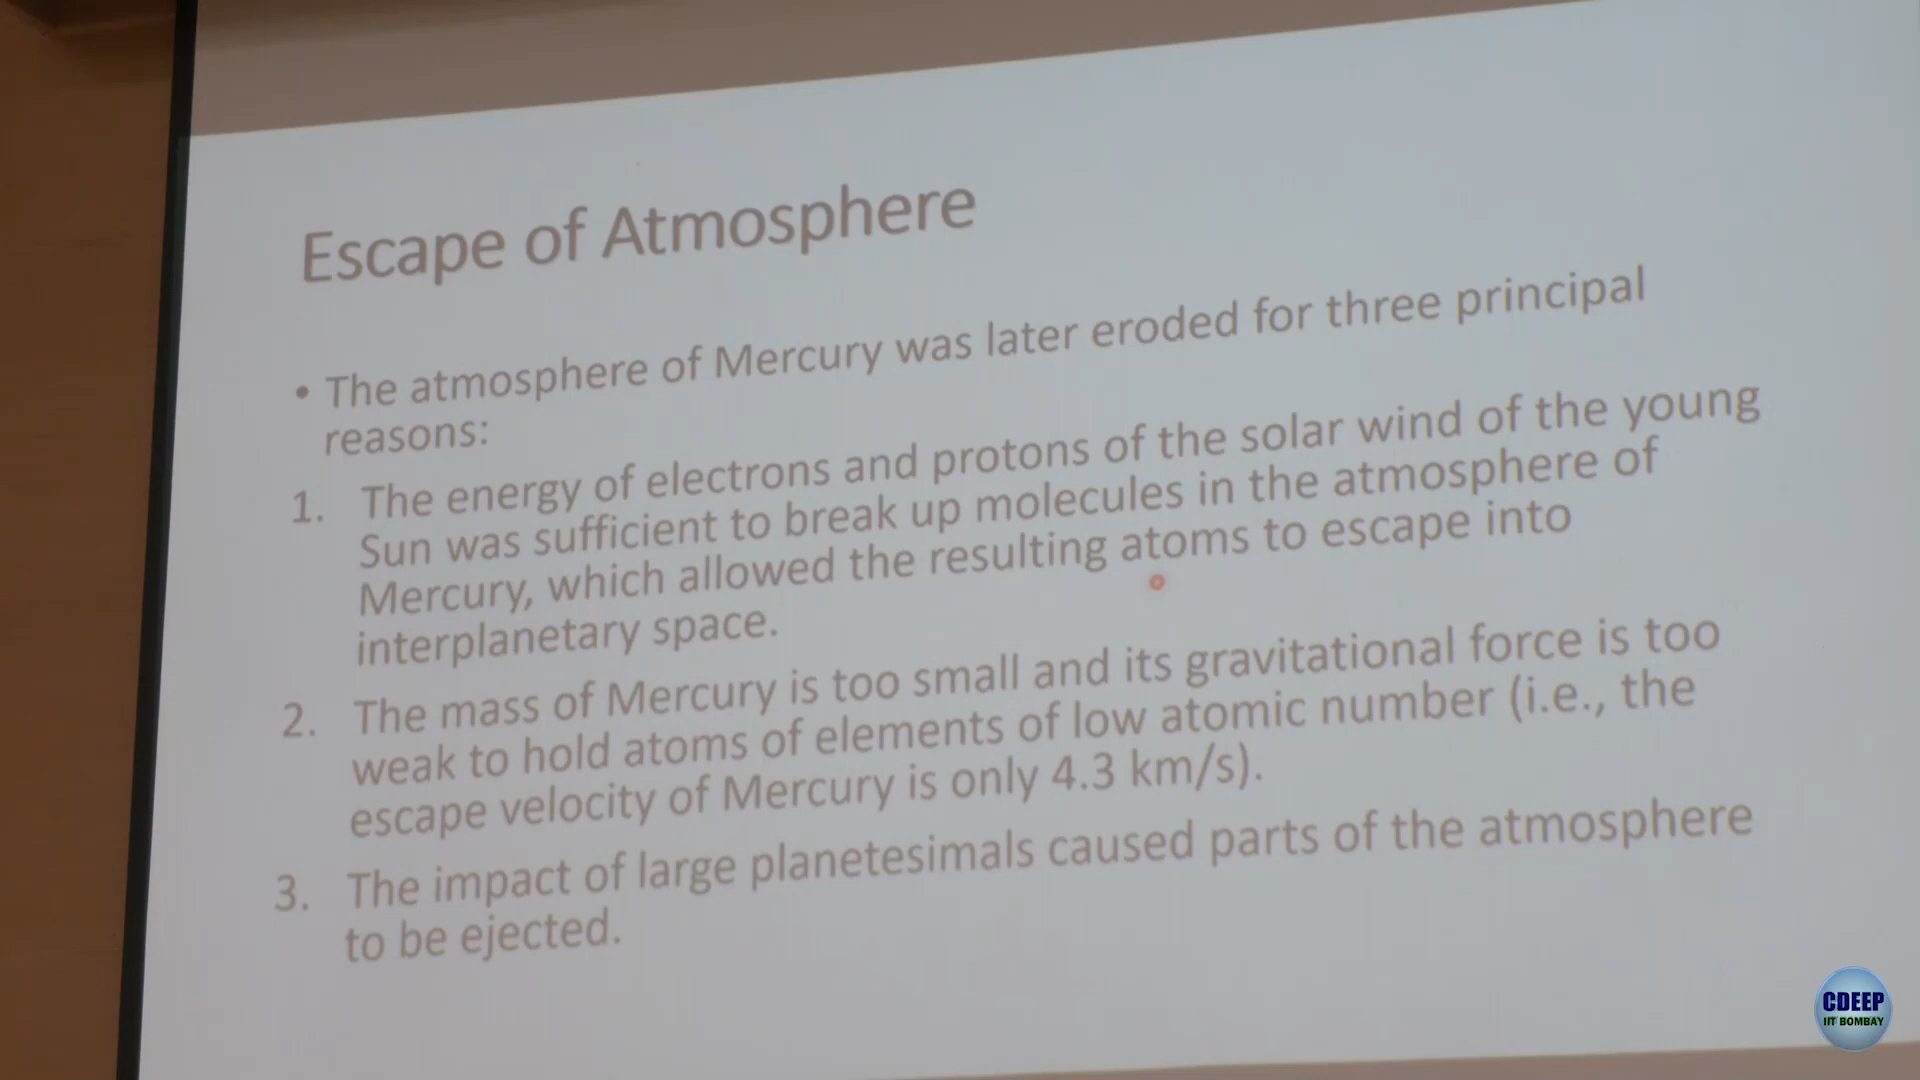 Escape of Atmosphere
• The atmosphere of Mercury was later eroded for three principal
reasons:
1. The energy of electrons and protons of the solar wind of the young
Sun was sufficient to break up molecules in the atmosphere of
Mercury, which allowed the resulting atoms to escape into
interplanetary space.
2. The mass of Mercury is too small and its gravitational force is too
weak to hold atoms of elements of low atomic number (i.e., the
escape velocity of Mercury is only 4.3 km/s).
3. The impact of large planetesimals caused parts of the atmosphere
to be ejected.
CDEEP
IIT BOMBAY